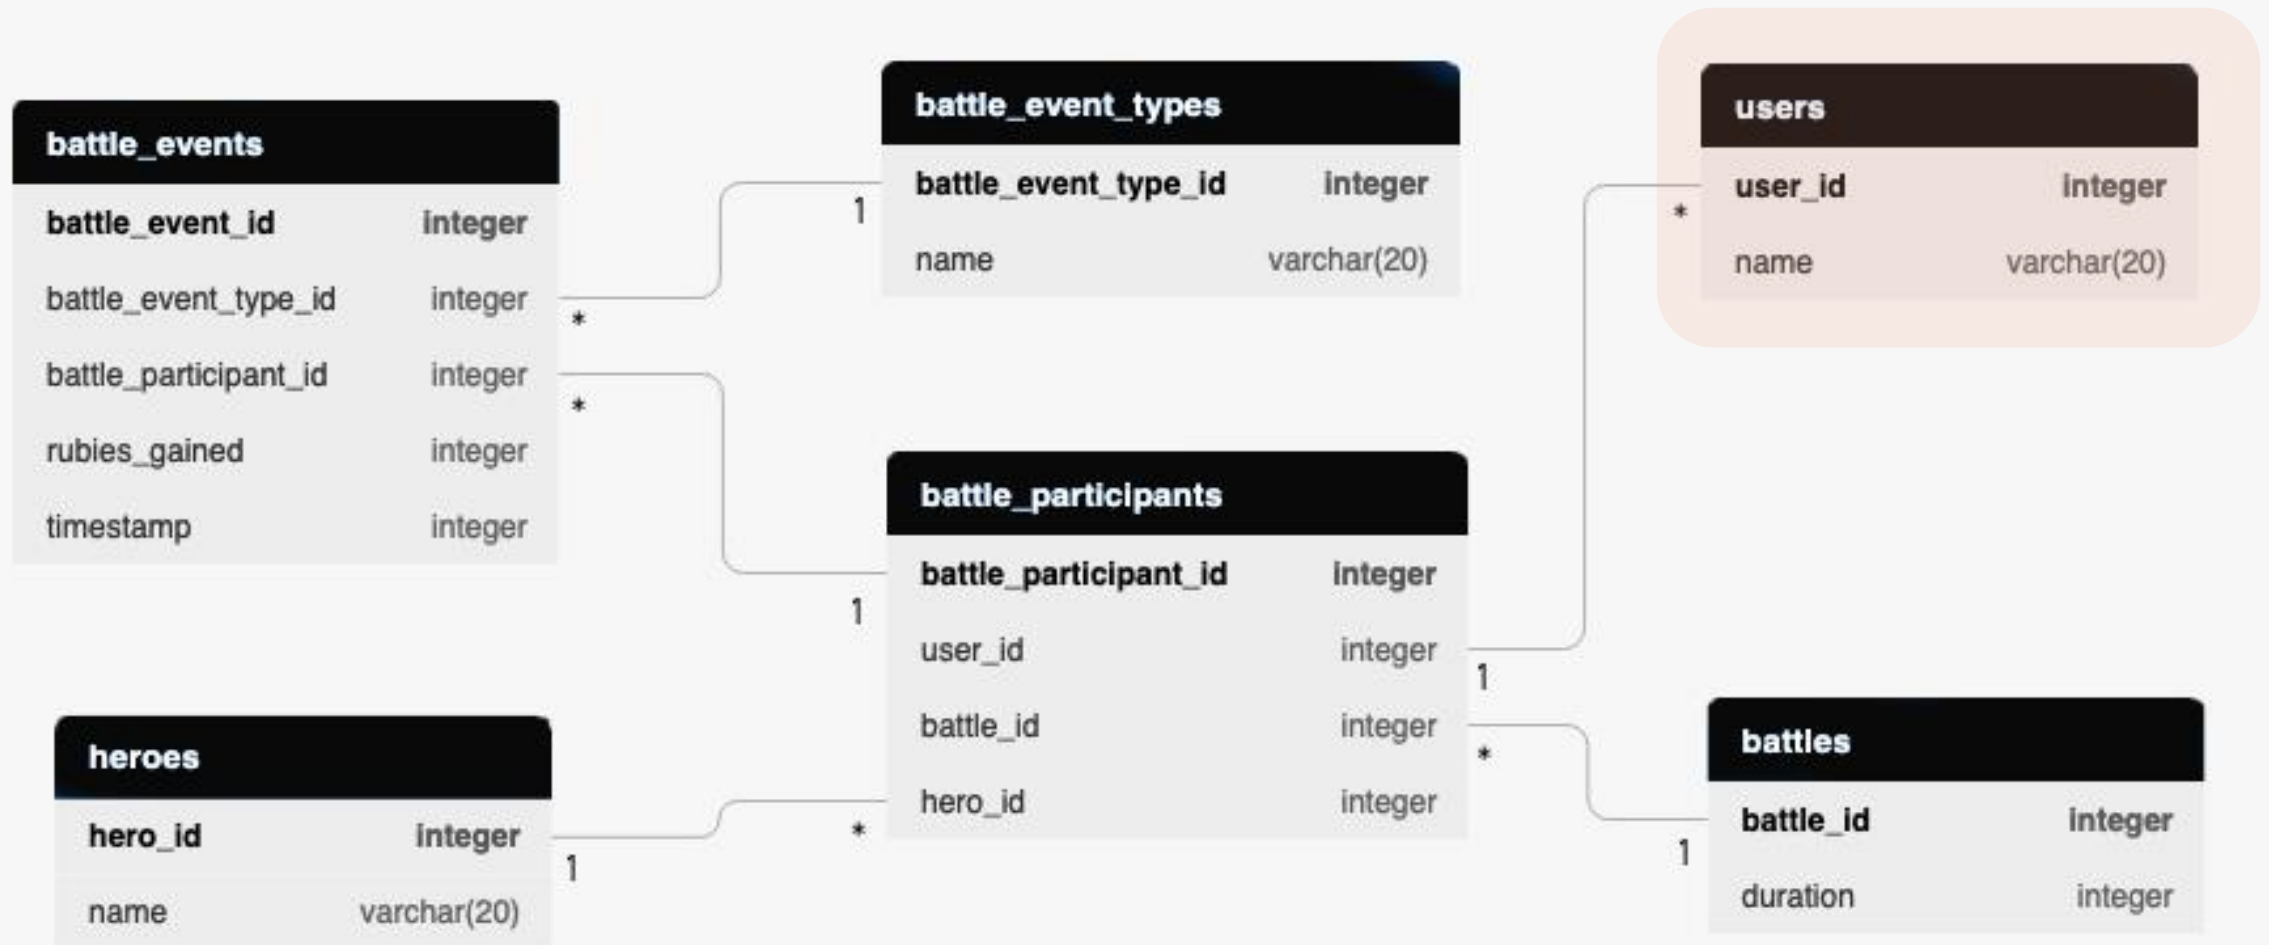 battle_events
battle_event_id integer
battle_event_type_id integer
battle_participant_id integer
rubies_gained integer
timestamp integer
*
*
battle_event_types
battle_event_type_id integer
name varchar(20)
1
users
user_id integer
name varchar(20)
*
battle_participants
battle_participant_id integer
user_id integer
battle_id integer
hero_id integer
1
1
*
*
heroes
hero_id integer
name varchar(20)
1
battles
battle_id integer
duration integer
1